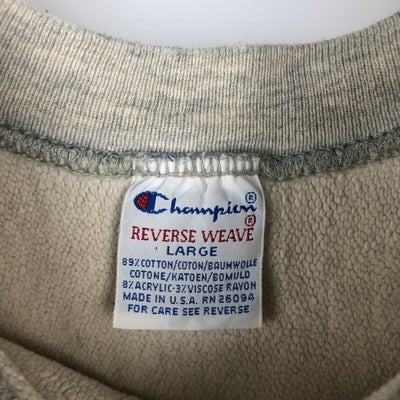 Champion®
REVERSE WEAVE®
LARGE
89% COTTON/COTON/BAUMWOLLE
COTONE/KATOEN/BOMULD
8% ACRYLIC-3% VISCOSE RAYON
MADE IN U.S.A. RN 26094
FOR CARE SEE REVERSE